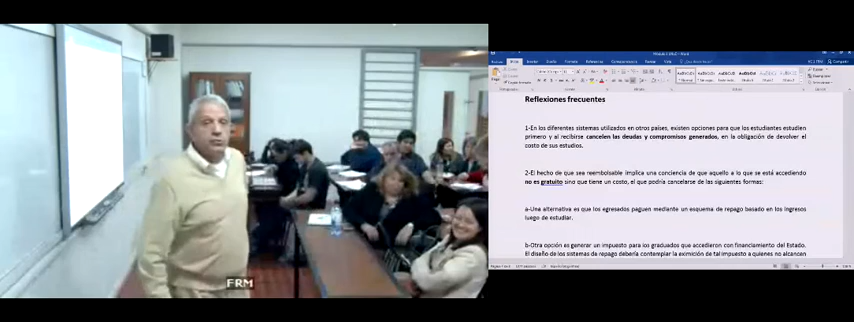 FRM
Reflexiones frecuentes
1-En los diferentes sistemas utilizados en otros países, existen opciones para que los estudiantes estudien
primero y al recibirse cancelen las deudas y compromisos generados, en la obligación de devolver el
costo de sus estudios.
2-El hecho de que sea reembolsable implica una conciencia de que aquello a lo que se está accediendo
no es gratuito sino que tiene un costo, el que podría cancelarse de las siguientes formas:
a-Una alternativa es que los egresados paguen mediante un esquema de repago basado en los ingresos
luego de estudiar.
b-Otra opción es generar un impuesto para los graduados que accedieron con financiamiento del Estado.
El diseño de los sistemas de repago debería contemplar la eximición de tal impuesto a quienes no alcancen